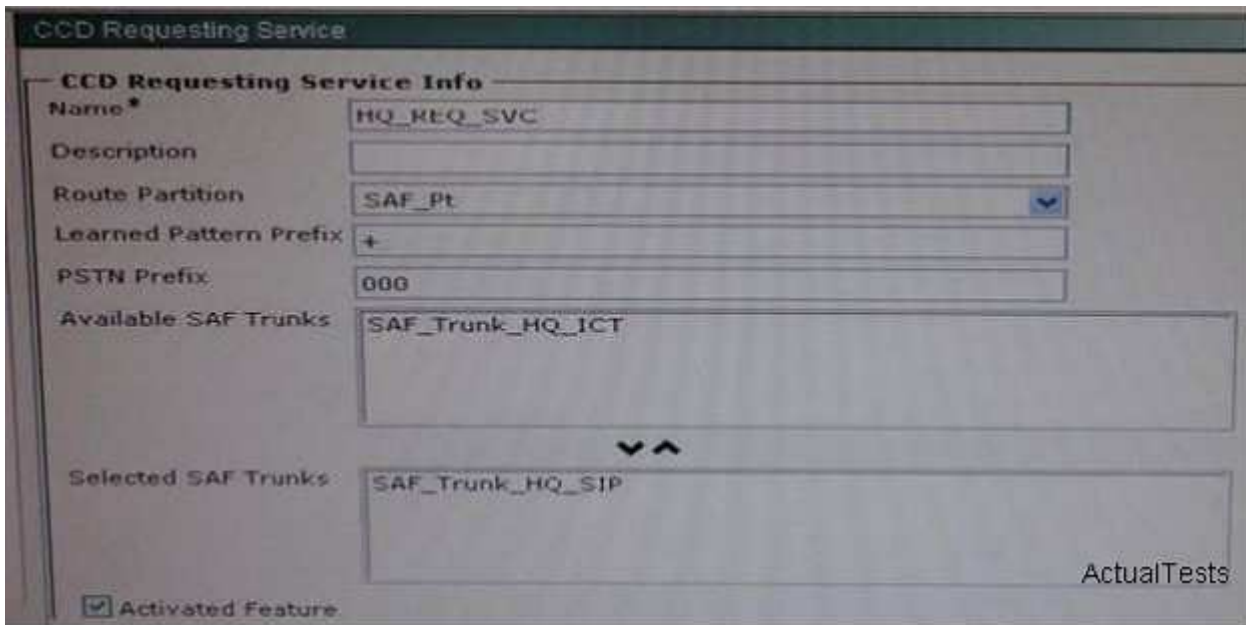 CCD Requesting Service
CCD Requesting Service Info
Name*
HQ_REQ_SVC
Description
Route Partition
SAF_Pt
Learned Pattern Prefix
+
PSTN Prefix
000
Available SAF Trunks
SAF_Trunk_HQ_ICT
Selected SAF Trunks
SAF_Trunk_HQ_SIP
ActualTests
Activated Feature